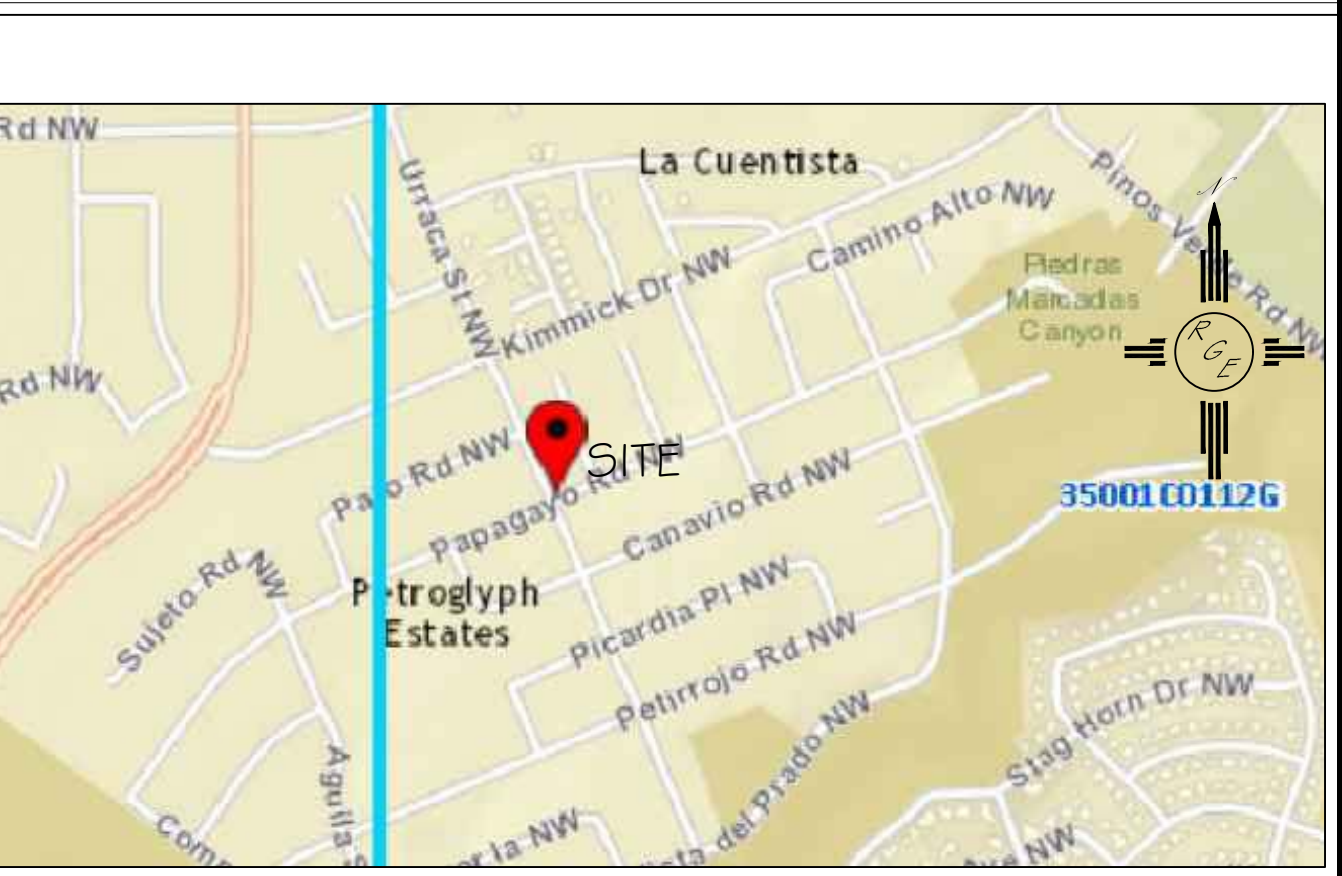 Rd NW
La Cuentista
Urraca St NW
Pinos Verde Rd NW
N
Camino Alto NW
Kimmick Dr NW
Piedras
Marcadas
Canyon
R
G
E
Rd NW
Rd NW
SITE
Papagayo Rd NW
Canavio Rd NW
35001C0112G
Sujeto Rd NW
Petroglyph
Estates
Picardia Pl NW
Petirrojo Rd NW
Stag Horn Dr NW
del Prado NW
Aguila S
la NW
NW